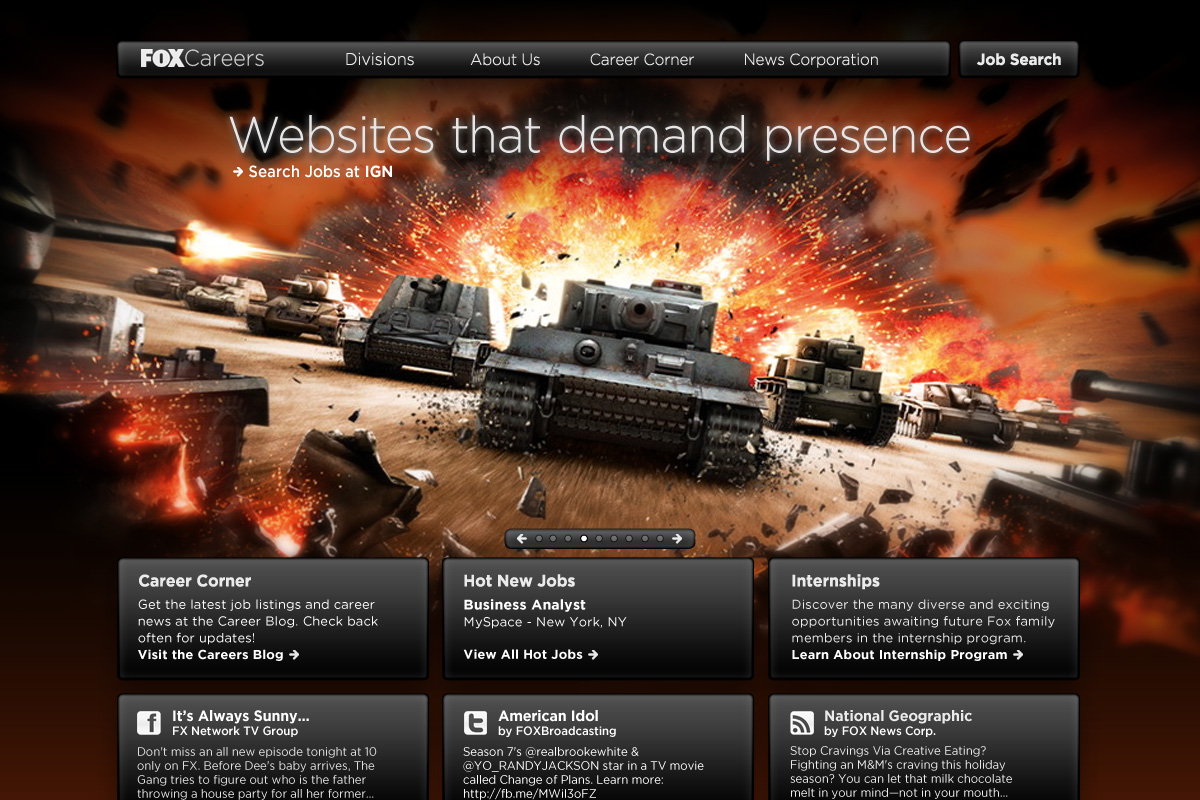 FOXCareers
Divisions
About Us
Career Corner
News Corporation
Job Search
Websites that demand presence
Search Jobs at IGN
Career Corner
Get the latest job listings and career
news at the Career Blog. Check back
often for updates!
Visit the Careers Blog
Hot New Jobs
Business Analyst
MySpace - New York, NY
View All Hot Jobs
Internships
Discover the many diverse and exciting
opportunities awaiting future Fox family
members in the internship program.
Learn About Internship Program
It's Always Sunny...
FX Network TV Group
Don't miss an all new episode tonight at 10
only on FX. Before Dee's baby arrives, The
Gang tries to figure out who is the father
throwing a house party for all her former...
American Idol
by FOXBroadcasting
Season 7's @realbrookewhite &
@YO_RANDYJACKSON star in a TV movie
called Change of Plans. Learn more:
http://fb.me/MWiI3oFZ
National Geographic
by FOX News Corp.
Stop Cravings Via Creative Eating?
Fighting an M&M's craving this holiday
season? You can let that milk chocolate
melt in your mind—not in your mouth...